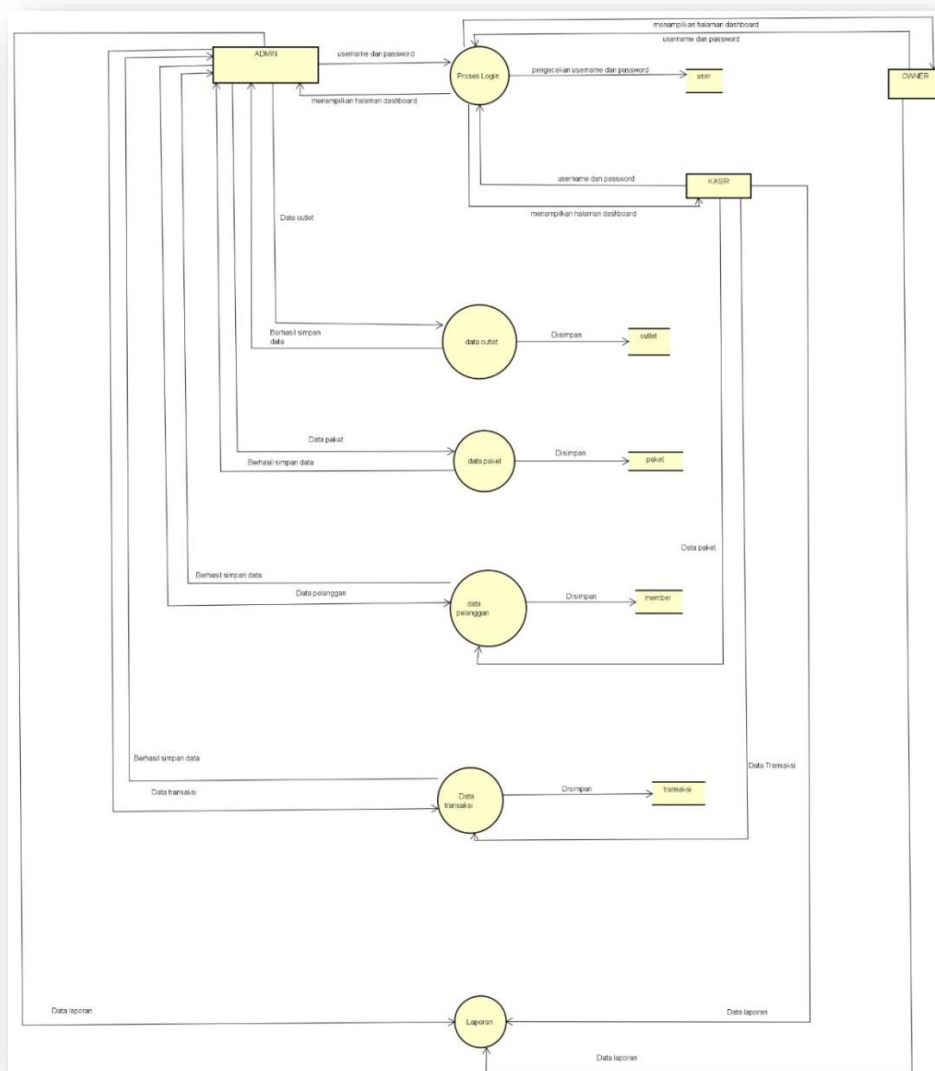 menampilkan halaman dashboard
username dan password
ADMIN
username dan password
Proses Login
pengecekan username dan password
user
OWNER
menampilkan halaman dashboard
username dan password
KASIR
Data outlet
menampilkan halaman dashboard
Berhasil simpan
data
data outlet
Disimpan
outlet
Data paket
Berhasil simpan data
data paket
Disimpan
paket
Data paket
Berhasil simpan data
Data pelanggan
data
pelanggan
Disimpan
member
Berhasil simpan data
Data transaksi
Data
transaksi
Disimpan
transaksi
Data Transaksi
Data laporan
Laporan
Data laporan
Data laporan